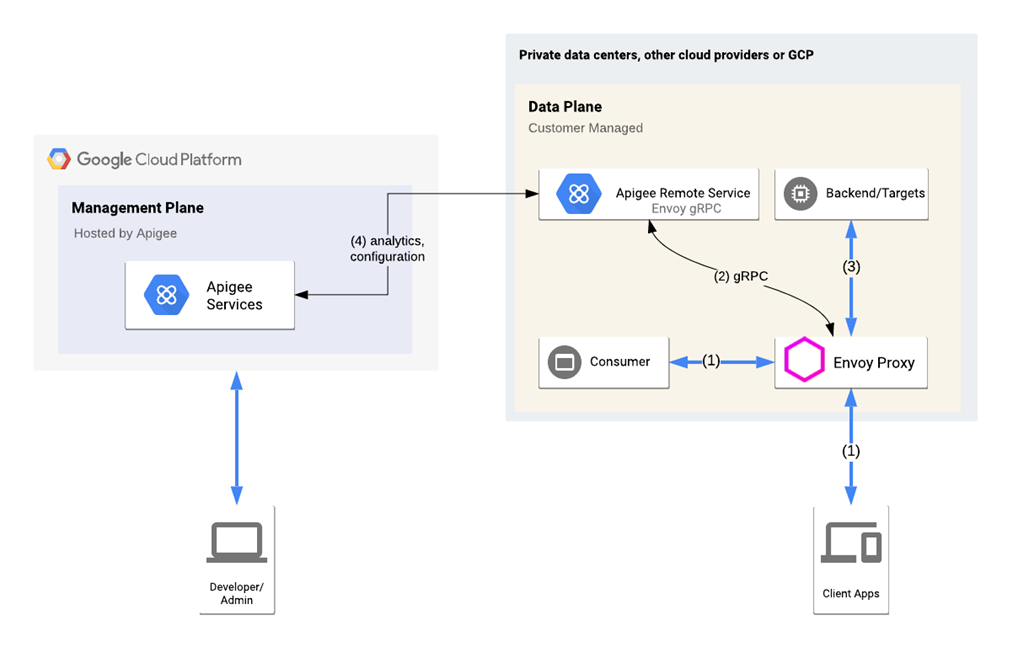 Private data centers, other cloud providers or GCP
Data Plane
Customer Managed
Google Cloud Platform
Management Plane
Hosted by Apigee
Apigee
Services
(4) analytics,
configuration
Apigee Remote Service
Envoy gRPC
Backend/Targets
(2) gRPC
(3)
Consumer
(1)
Envoy Proxy
(1)
Developer/
Admin
Client Apps